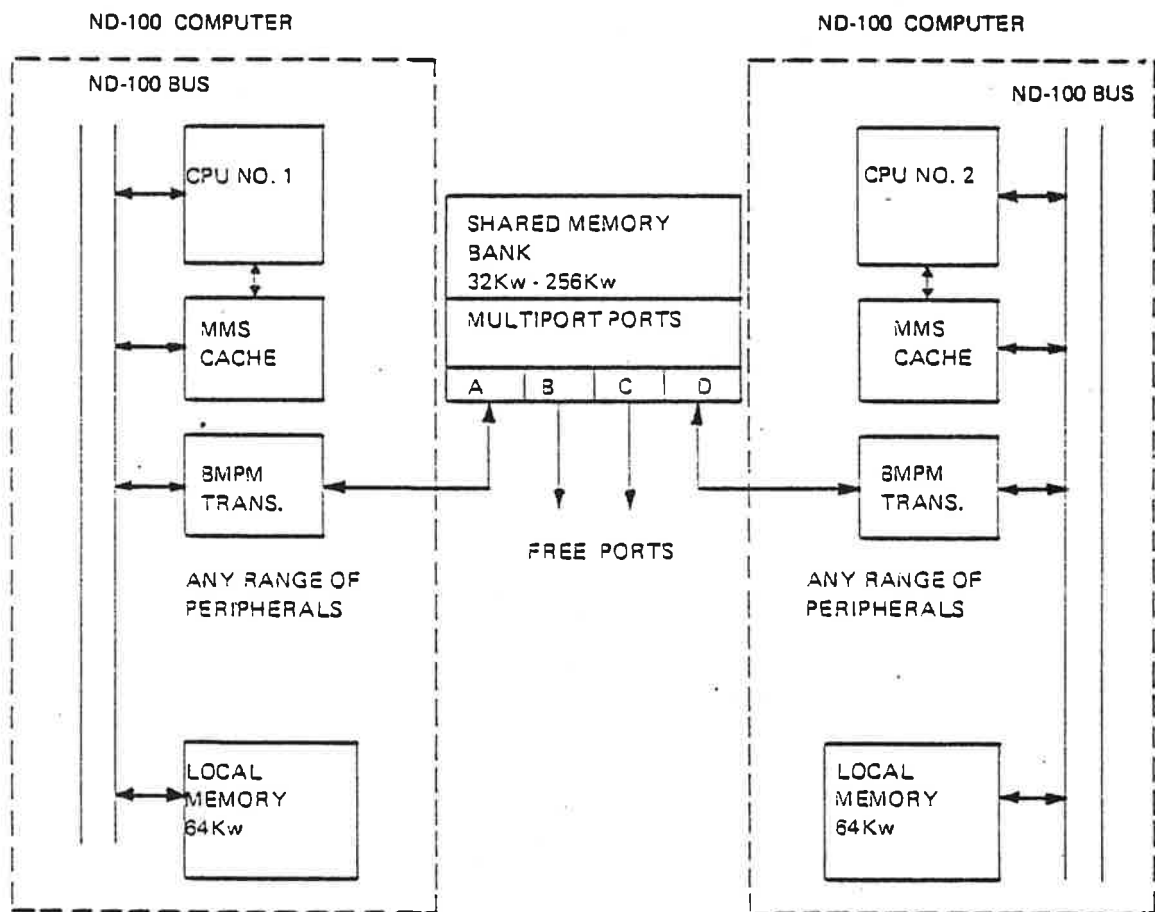 ND-100 COMPUTER
ND-100 BUS
CPU NO. 1
MMS
CACHE
BMPM
TRANS.
ANY RANGE OF
PERIPHERALS
LOCAL
MEMORY
64Kw
SHARED MEMORY
BANK
32Kw - 256Kw
MULTIPORT PORTS
A
B
C
D
FREE PORTS
ND-100 COMPUTER
ND-100 BUS
CPU NO. 2
MMS
CACHE
BMPM
TRANS.
ANY RANGE OF
PERIPHERALS
LOCAL
MEMORY
64Kw